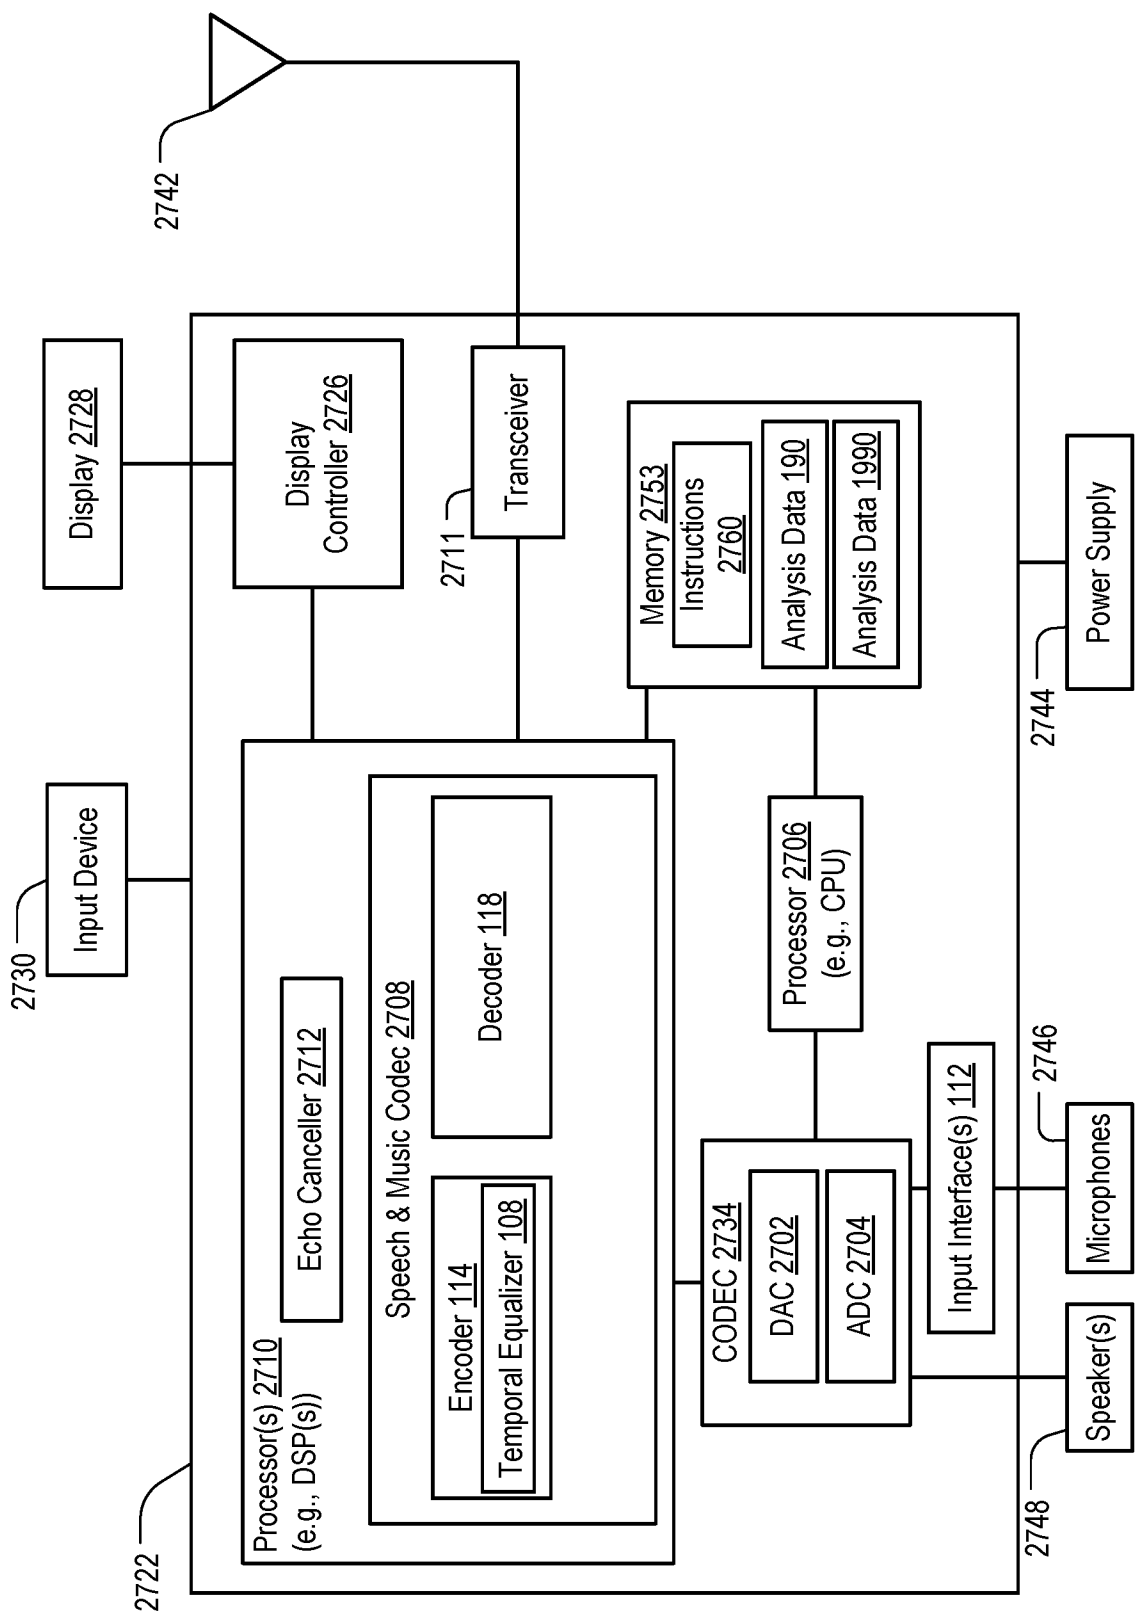 2722
Processor(s) 2710
(e.g., DSP(s))
Echo Canceller 2712
Speech & Music Codec 2708
Encoder 114
Temporal Equalizer 108
Decoder 118
2730
Input Device
Display 2728
Display
Controller 2726
2742
2711
Transceiver
Memory 2753
Instructions
2760
Analysis Data 190
Analysis Data 1990
CODEC 2734
DAC 2702
ADC 2704
Processor 2706
(e.g., CPU)
Input Interface(s) 112
2748
Speaker(s)
Microphones
2746
2744
Power Supply